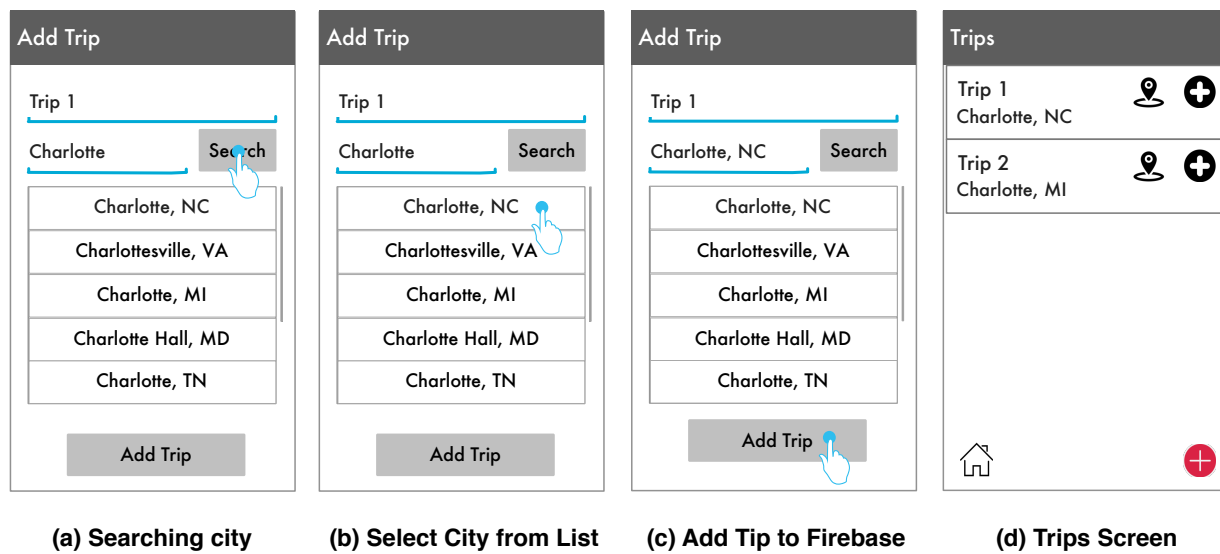 Add Trip
Trip 1
Charlotte
Search
Charlotte, NC
Charlottesville, VA
Charlotte, MI
Charlotte Hall, MD
Charlotte, TN
Add Trip
(a) Searching city
Add Trip
Trip 1
Charlotte
Search
Charlotte, NC
Charlottesville, VA
Charlotte, MI
Charlotte Hall, MD
Charlotte, TN
Add Trip
(b) Select City from List
Add Trip
Trip 1
Charlotte, NC
Search
Charlotte, NC
Charlottesville, VA
Charlotte, MI
Charlotte Hall, MD
Charlotte, TN
Add Trip
(c) Add Tip to Firebase
Trips
Trip 1
Charlotte, NC
Trip 2
Charlotte, MI
(d) Trips Screen